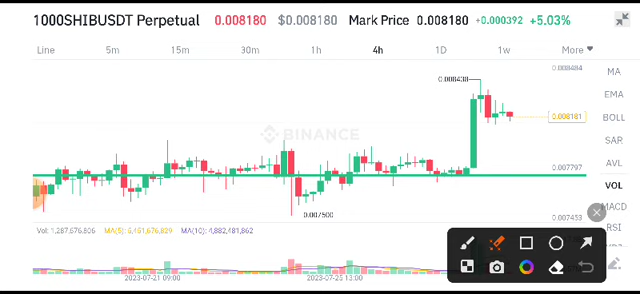 1000SHIBUSDT Perpetual 0.008180 $0.008180 Mark Price 0.008180 +0.000392 +5.03%
Line 5m 15m 30m 1h 4h 1D 1w More
0.008484
MA
0.008438
EMA
BINANCE
0.008181
BOLL
SAR
0.007797
AVL
VOL
MACD
0.007500
0.007453
Vol: 1,287,676,806 MA(5): 5,451,676,829 MA(10): 4,882,481,862
RSI
2023-07-21 09:00 2023-07-25 13:00